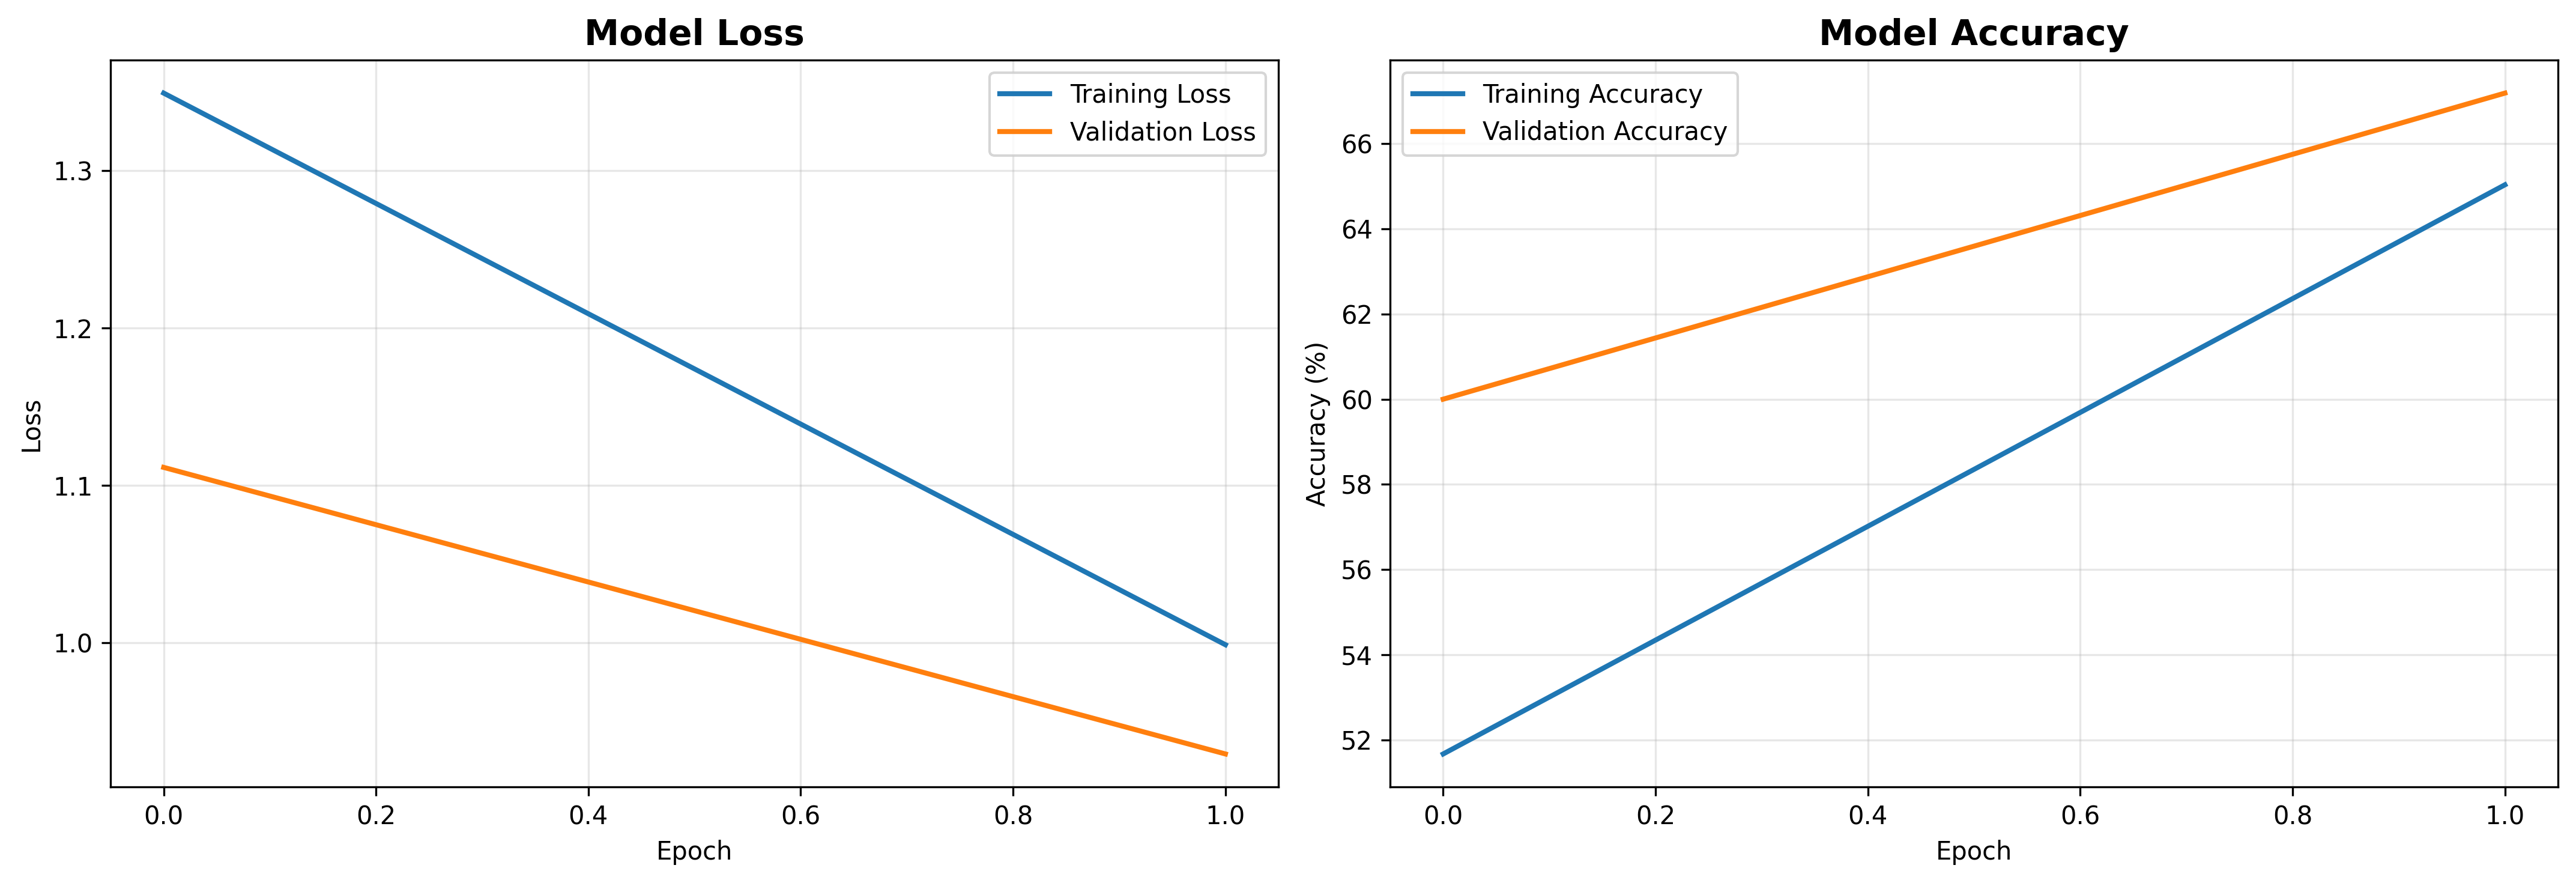 Model Loss
Training Loss
Validation Loss
1.3
1.2
1.1
1.0
Loss
0.0 0.2 0.4 0.6 0.8 1.0
Epoch
Model Accuracy
Training Accuracy
Validation Accuracy
66
64
62
60
58
56
54
52
Accuracy (%)
0.0 0.2 0.4 0.6 0.8 1.0
Epoch